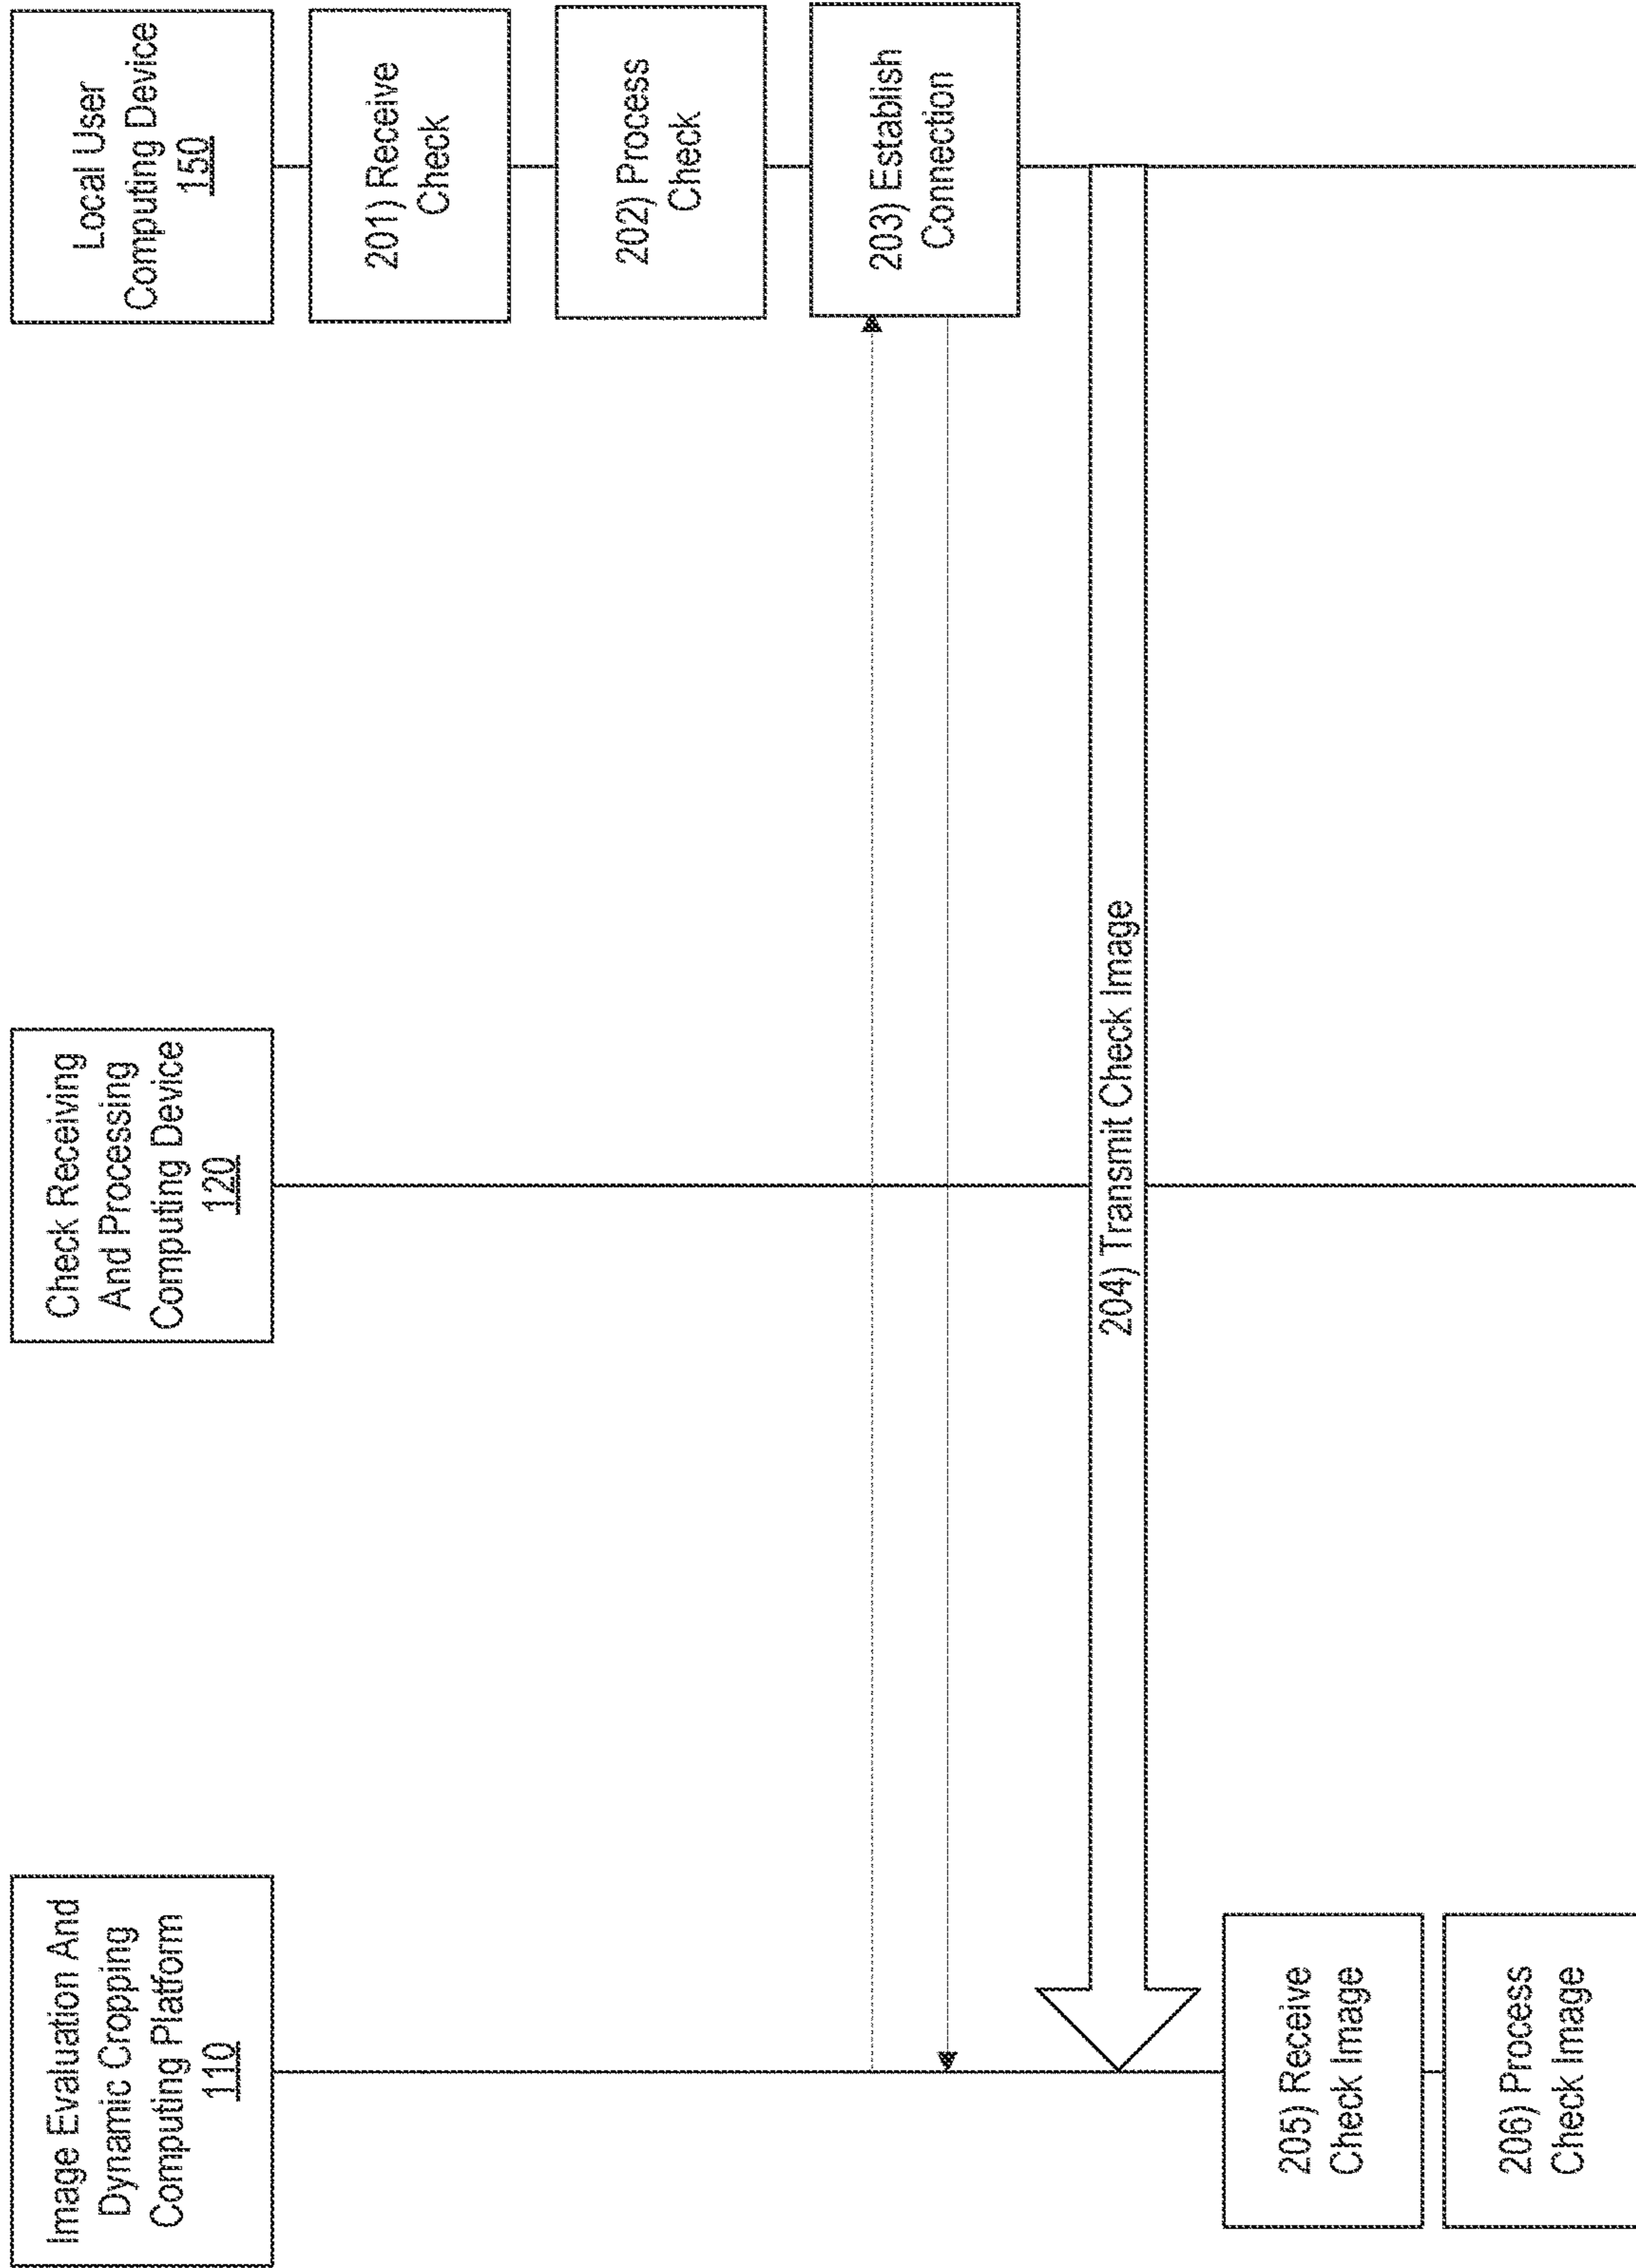 Image Evaluation And
Dynamic Cropping
Computing Platform
110
Check Receiving
And Processing
Computing Device
120
Local User
Computing Device
150
201) Receive
Check
202) Process
Check
203) Establish
Connection
204) Transmit Check Image
205) Receive
Check Image
206) Process
Check Image